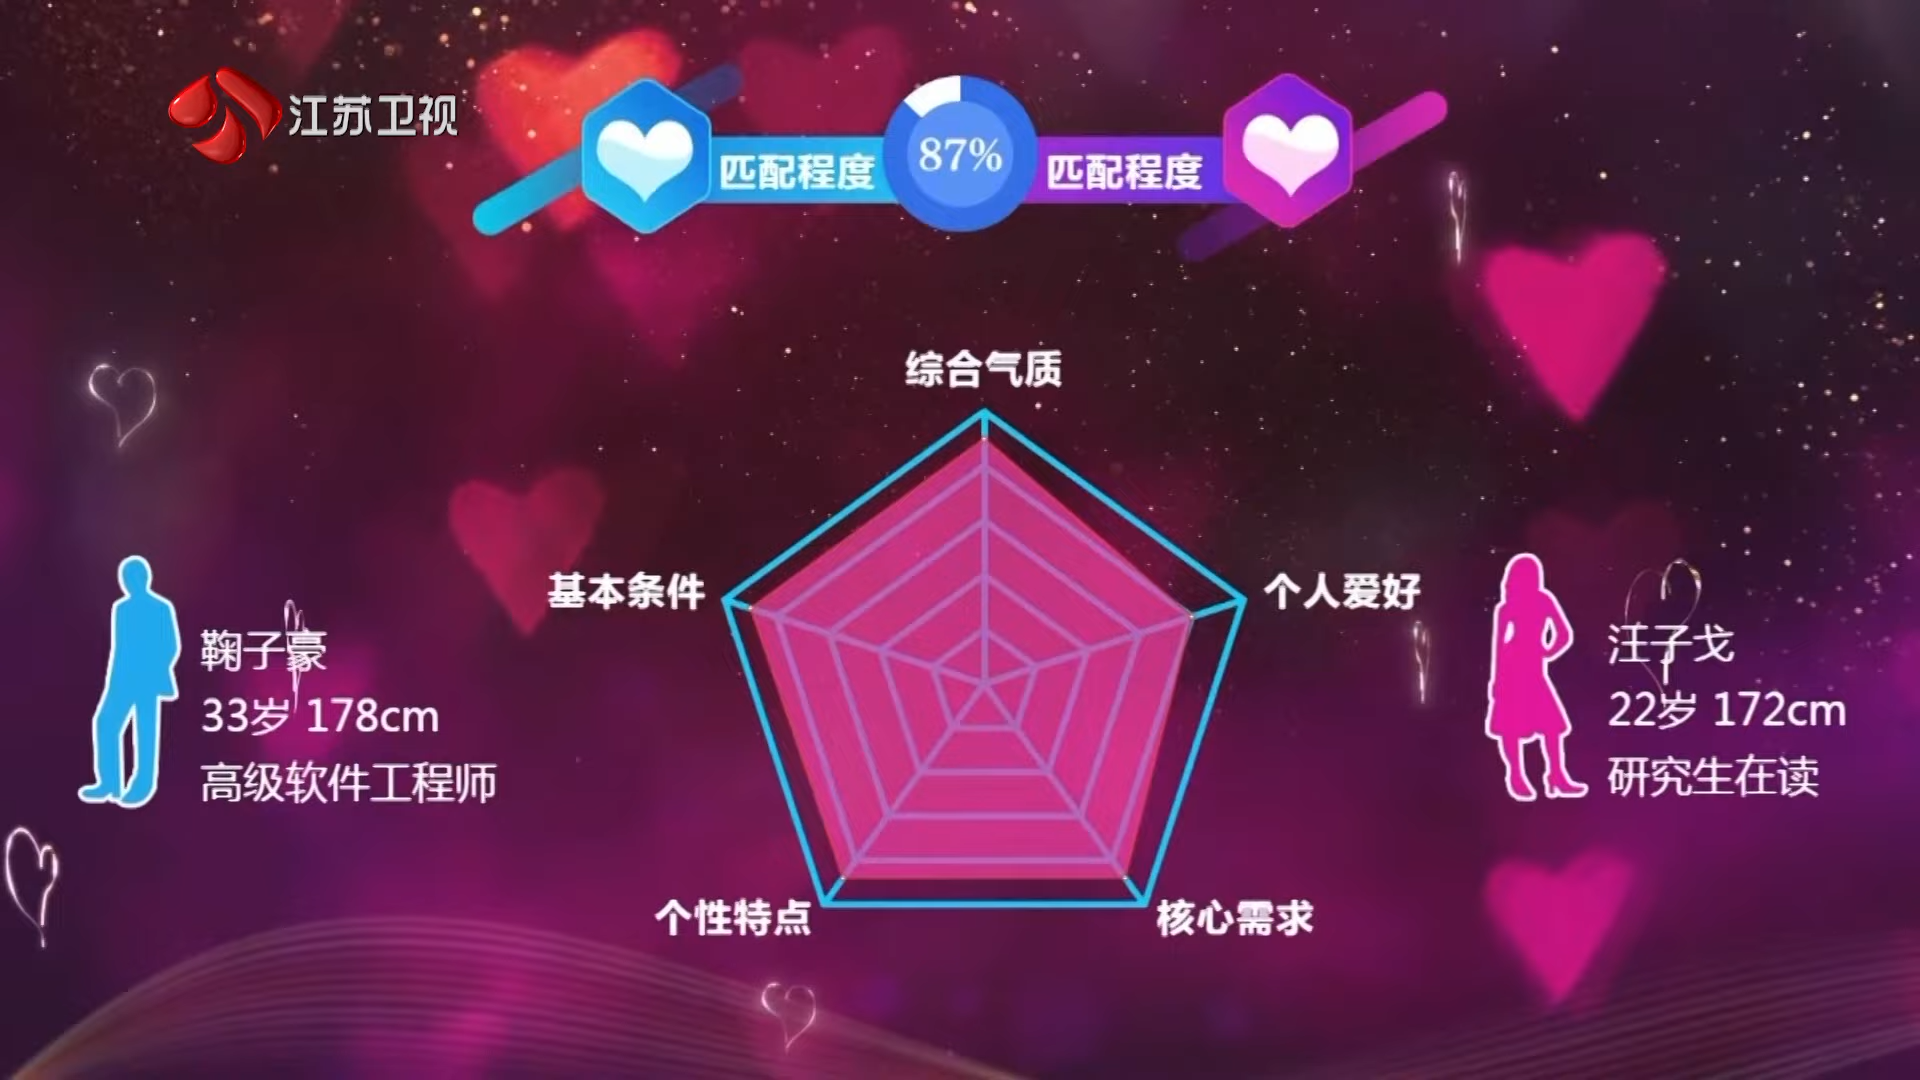 江苏卫视
匹配程度
87%
匹配程度
综合气质
基本条件
个人爱好
鞠子豪
33岁 178cm
高级软件工程师
汪子戈
22岁 172cm
研究生在读
个性特点
核心需求